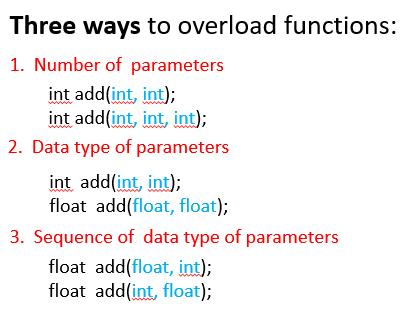 Three ways to overload functions:
1. Number of parameters
int add(int, int);
int add(int, int, int);
2. Data type of parameters
int add(int, int);
float add(float, float);
3. Sequence of data type of parameters
float add(float, int);
float add(int, float);